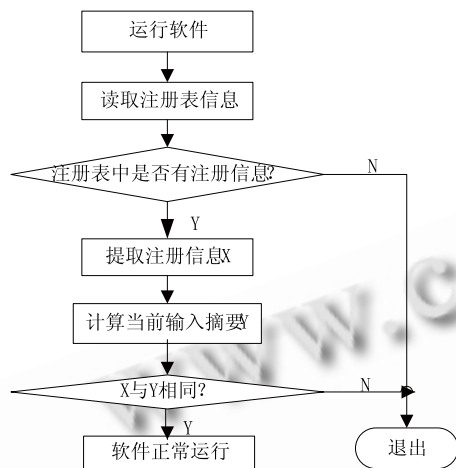 运行软件
读取注册表信息
注册表中是否有注册信息?
N
Y
提取注册信息X
计算当前输入摘要Y
X与Y相同?
N
Y
软件正常运行
退出
www.c